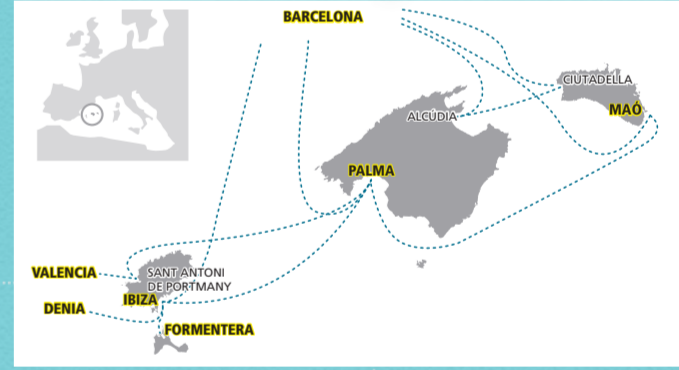 BARCELONA
CIUTADELLA
MAÓ
ALCÚDIA
PALMA
VALENCIA
SANT ANTONI
DE PORTMANY
IBIZA
DENIA
FORMENTERA